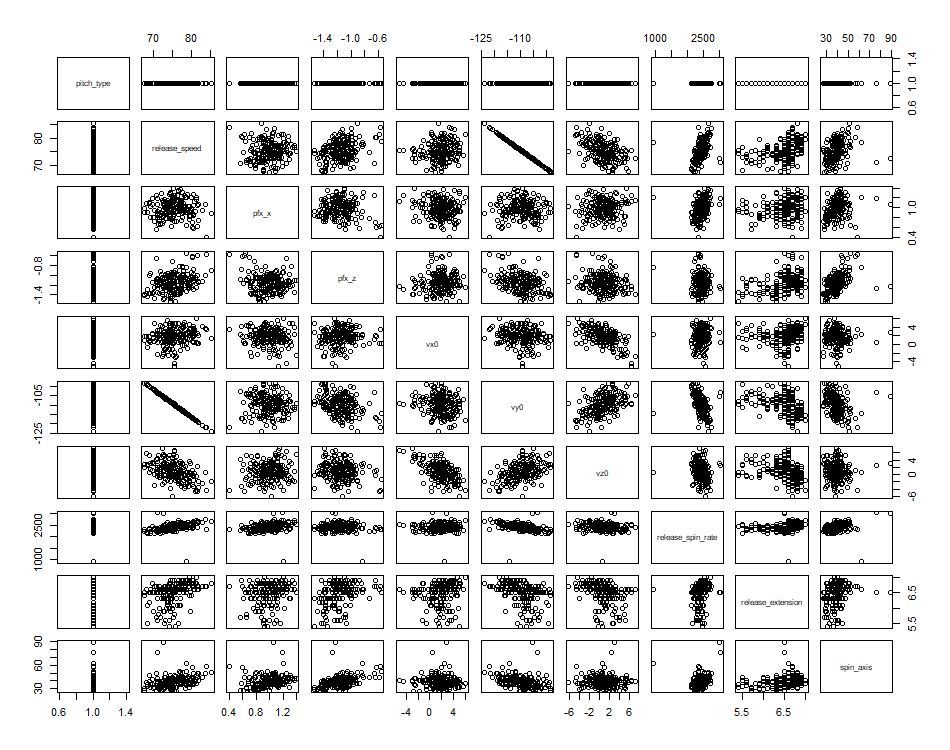 70 80 -1.4 -1.0 -0.6 -125 -110 1000 2500 30 50 70 90
pitch_type 0.6 1.0 1.4
70 80 release_speed
pfx_x 0.4 1.0
-1.4 -0.8 pfx_z
vx0 -4 0 4
-125 -105 vy0
vz0 -6 0 4
1000 2500 release_spin_rate
release_extension 5.5 6.5
30 60 90 spin_axis
0.6 1.0 1.4 0.4 0.8 1.2 -4 0 4 -6 -2 2 6 5.5 6.5